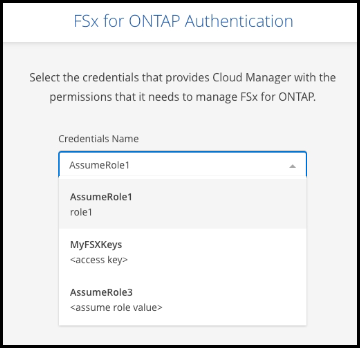 FSx for ONTAP Authentication
Select the credentials that provides Cloud Manager with the
permissions that it needs to manage FSx for ONTAP.
Credentials Name
AssumeRole1
AssumeRole1
role1
MyFSXKeys
<access key>
AssumeRole3
<assume role value>